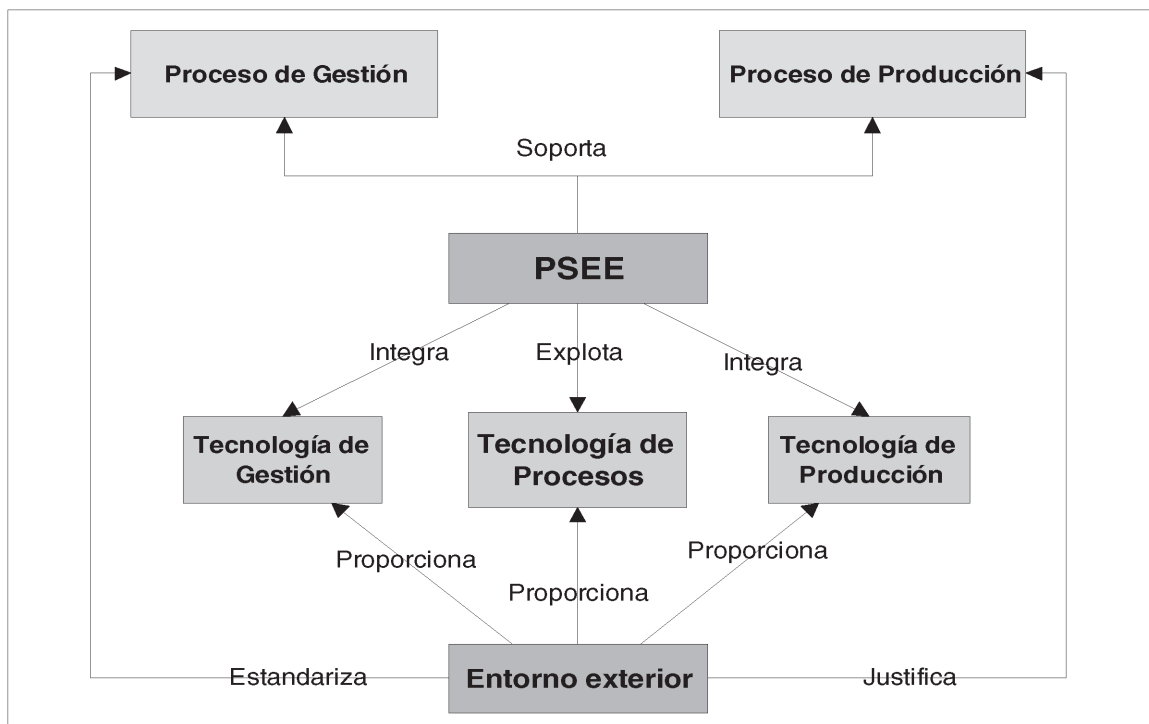 Proceso de Gestión
Proceso de Producción
Soporta
PSEE
Integra
Explota
Integra
Tecnología de
Gestión
Tecnología de
Procesos
Tecnología de
Producción
Proporciona
Proporciona
Proporciona
Estandariza
Entorno exterior
Justifica